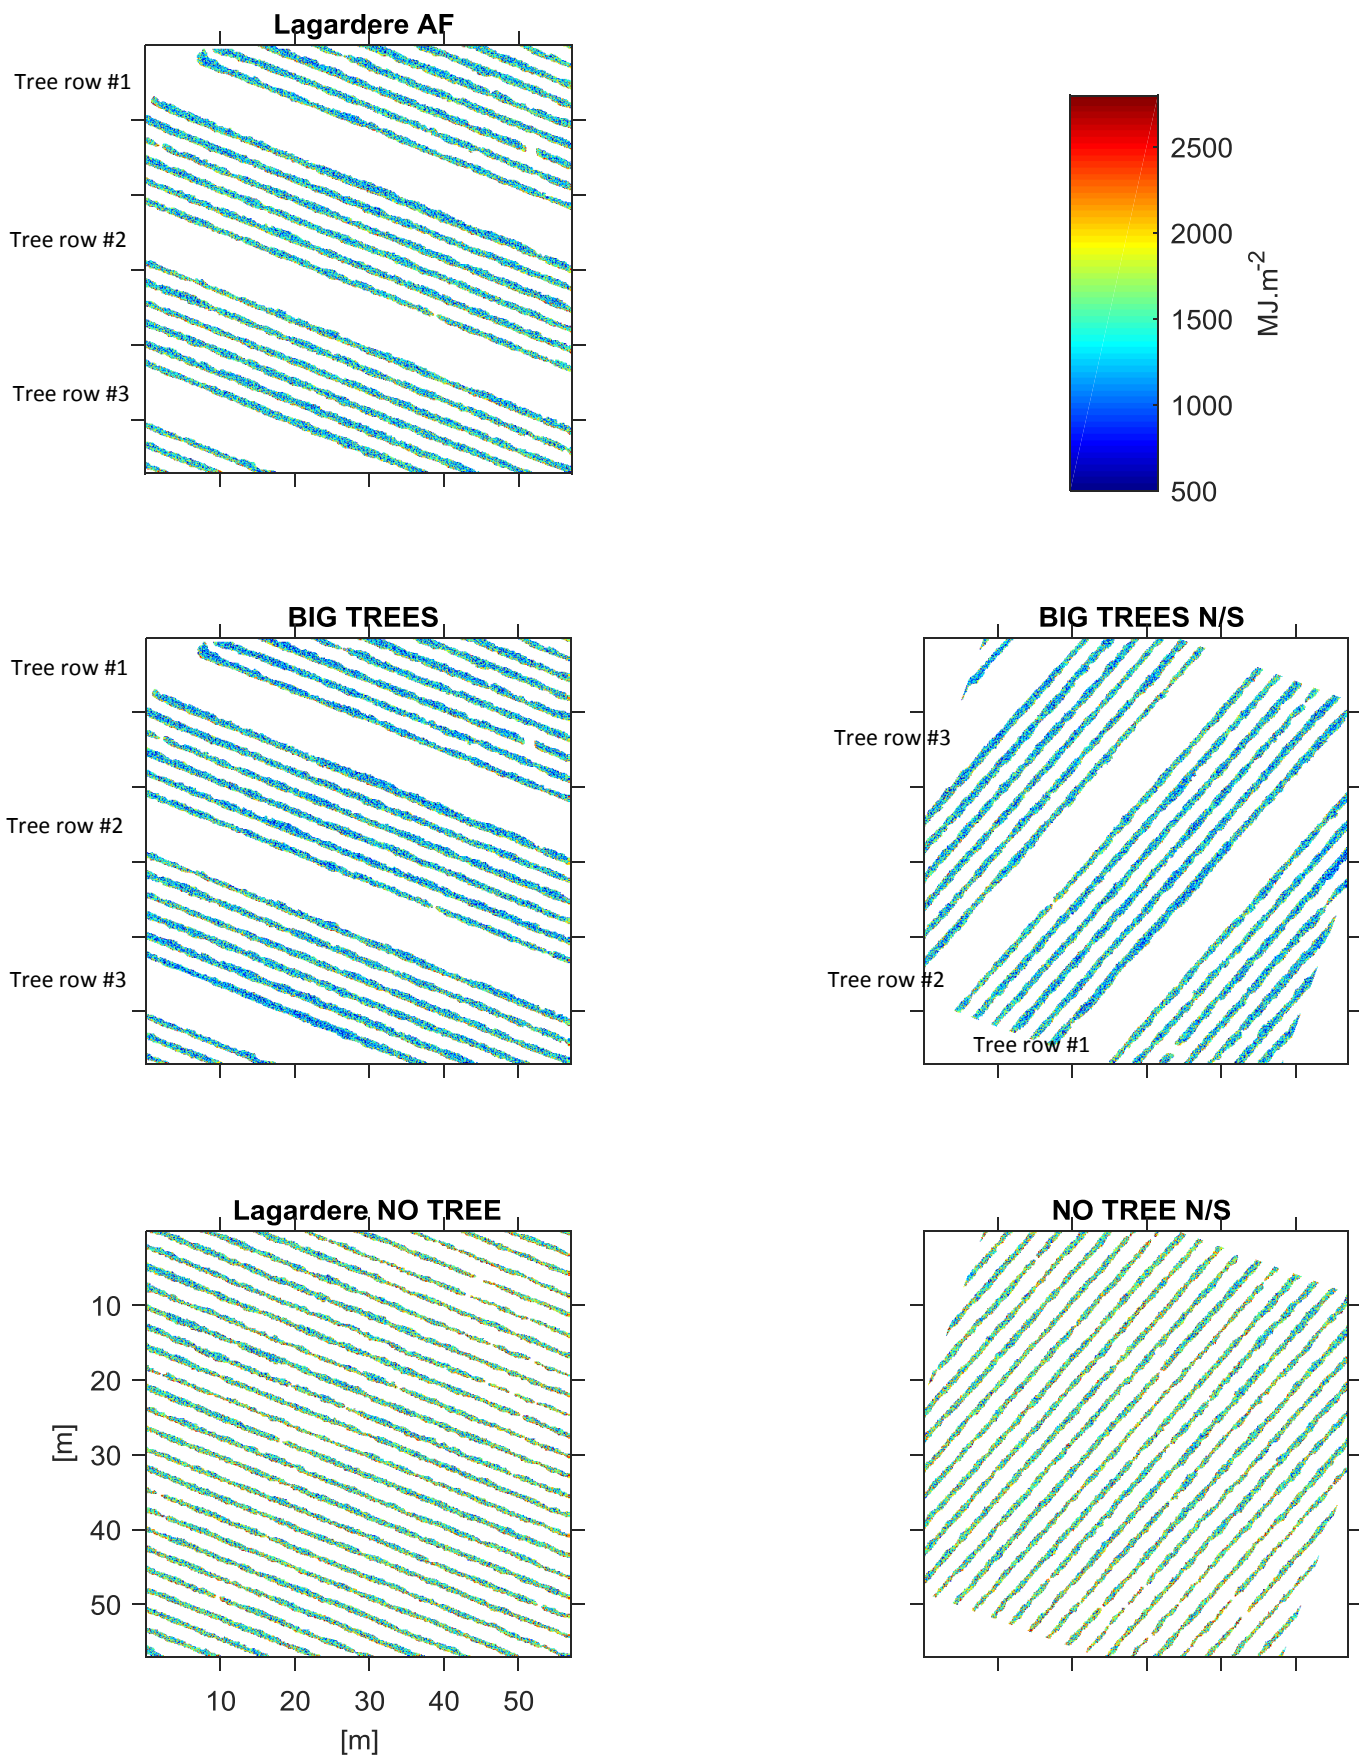 Lagardere AF
Tree row #1
Tree row #2
Tree row #3
2500
2000
1500
1000
500
MJ.m-2
BIG TREES
Tree row #1
Tree row #2
Tree row #3
BIG TREES N/S
Tree row #3
Tree row #2
Tree row #1
Lagardere NO TREE
10
20
30
40
50
[m]
10 20 30 40 50
[m]
NO TREE N/S